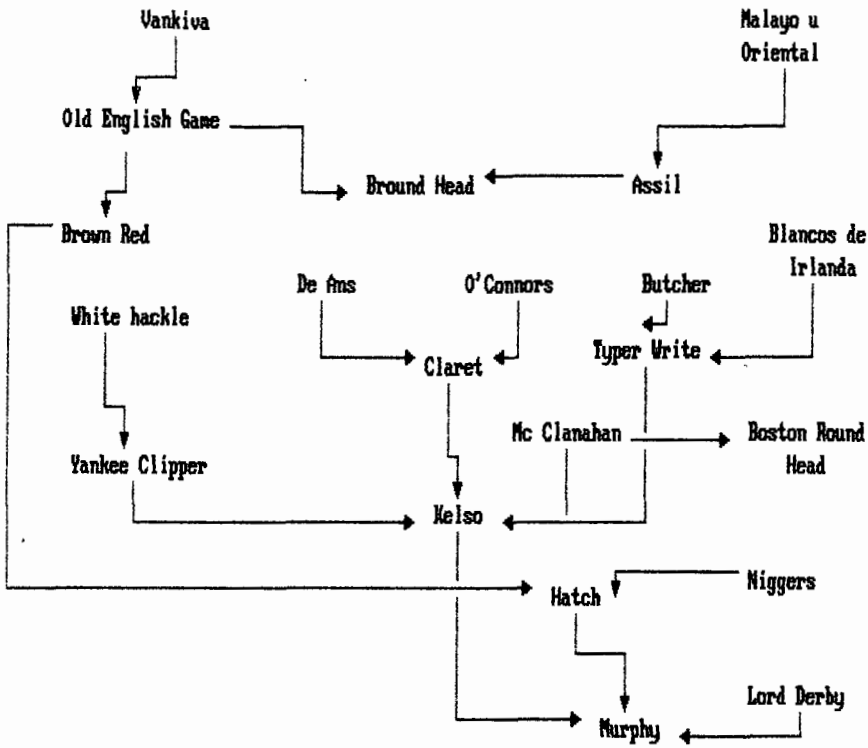 Vankiva
Malayo u
Oriental
Old English Game
Bround Head
Assil
Brown Red
Blancos de
Irlanda
De Ans
O'Connors
Butcher
White hackle
Claret
Typer Write
Mc Clanahan
Boston Round
Head
Yankee Clipper
Kelso
Hatch
Niggers
Lord Derby
Murphy